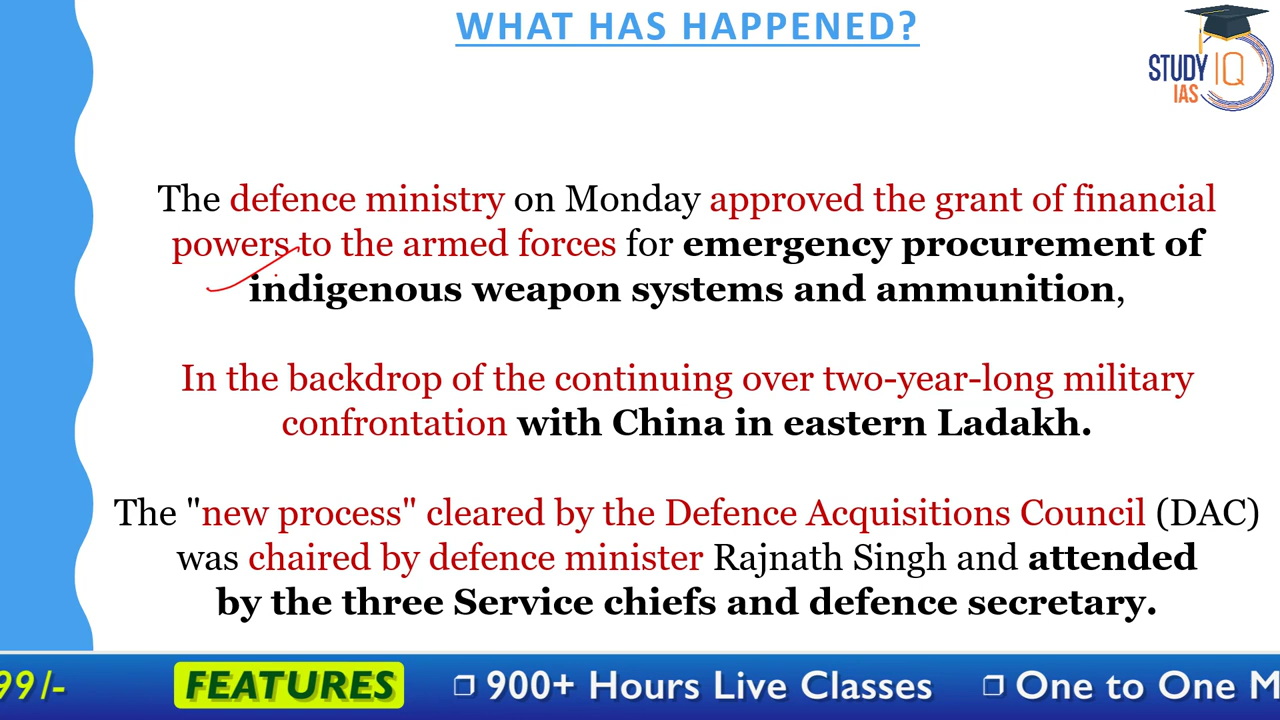 WHAT HAS HAPPENED?
STUDY IQ
IAS
The defence ministry on Monday approved the grant of financial
powers to the armed forces for emergency procurement of
indigenous weapon systems and ammunition,
In the backdrop of the continuing over two-year-long military
confrontation with China in eastern Ladakh.
The "new process" cleared by the Defence Acquisitions Council (DAC)
was chaired by defence minister Rajnath Singh and attended
by the three Service chiefs and defence secretary.
99/- FEATURES ❐ 900+ Hours Live Classes ❐ One to One M